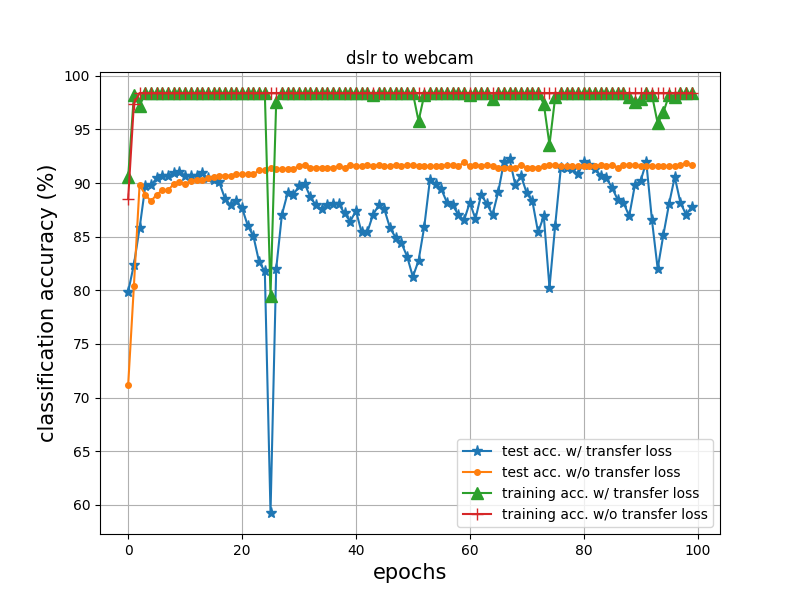 dslr to webcam
classification accuracy (%)
100
95
90
85
80
75
70
65
60
0 20 40 60 80 100
epochs
test acc. w/ transfer loss
test acc. w/o transfer loss
training acc. w/ transfer loss
training acc. w/o transfer loss